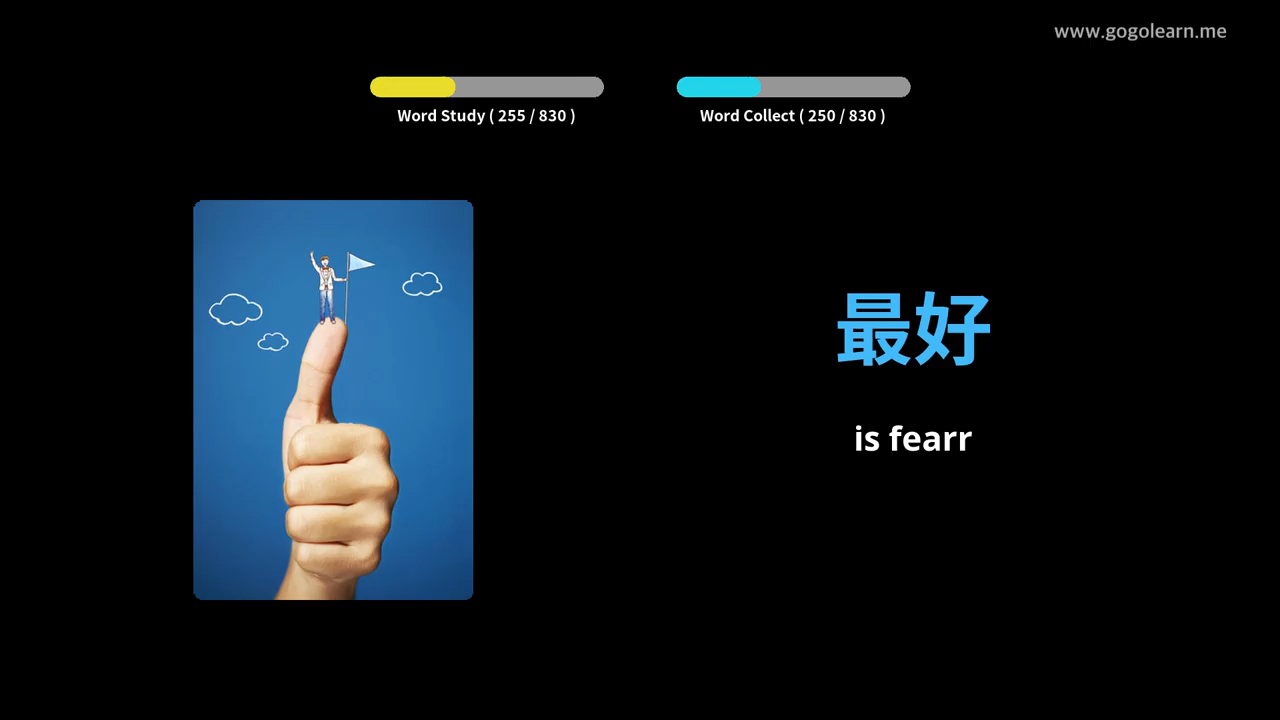 www.gogolearn.me
Word Study ( 255 / 830 )
Word Collect ( 250 / 830 )
最好
is fearr